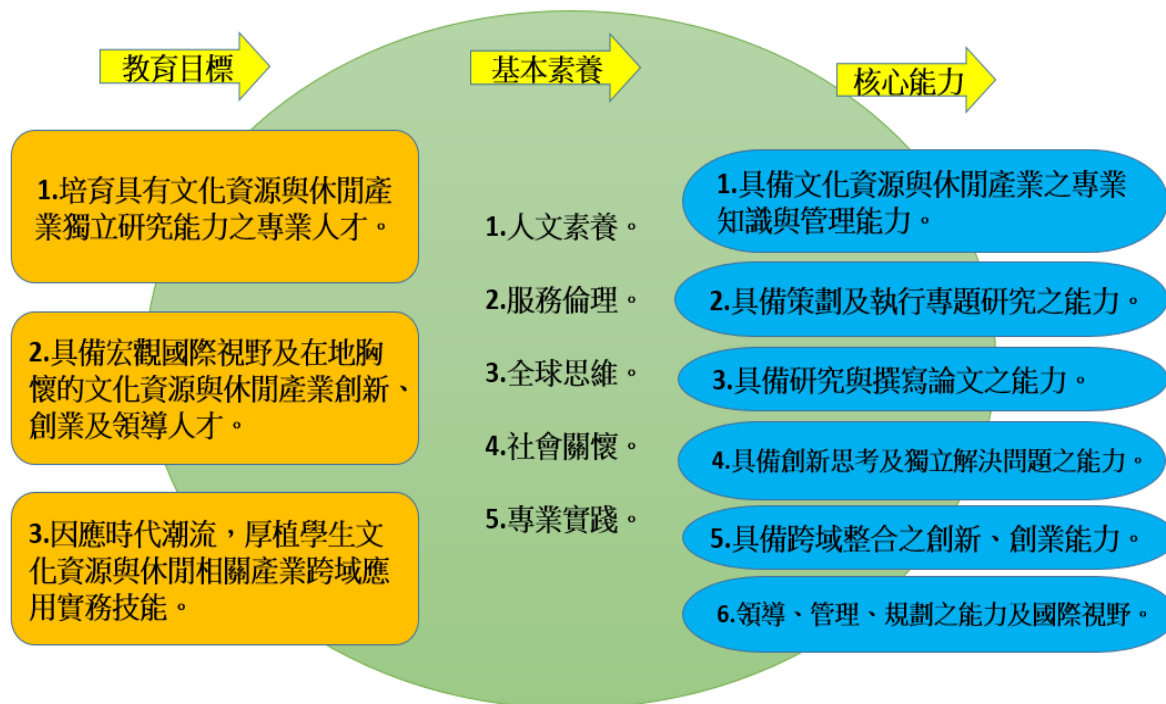 教育目標
基本素養
核心能力
1.培育具有文化資源與休閒產
業獨立研究能力之專業人才。
2.具備宏觀國際視野及在地胸
懷的文化資源與休閒產業創新、
創業及領導人才。
3.因應時代潮流，厚植學生文
化資源與休閒相關產業跨域應
用實務技能。
1.人文素養。
2.服務倫理。
3.全球思維。
4.社會關懷。
5.專業實踐。
1.具備文化資源與休閒產業之專業
知識與管理能力。
2.具備策劃及執行專題研究之能力。
3.具備研究與撰寫論文之能力。
4.具備創新思考及獨立解決問題之能力。
5.具備跨域整合之創新、創業能力。
6.領導、管理、規劃之能力及國際視野。